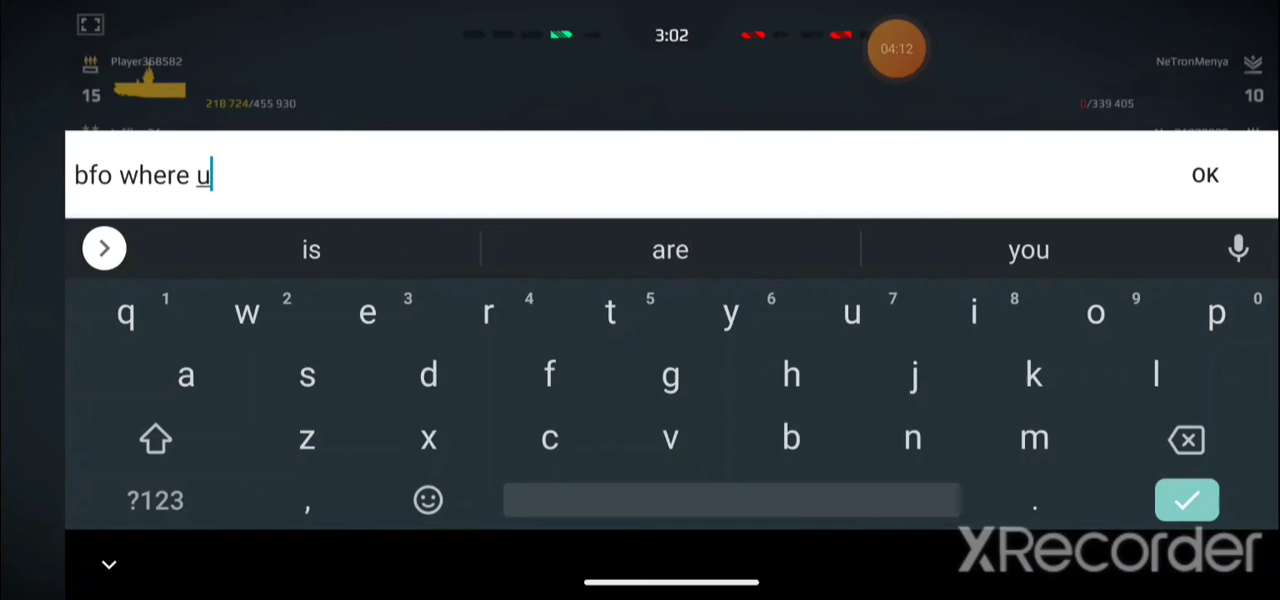 3:02
04:12
Player368582
NeTronMenya
15
218 724/455 930
0/339 405
10
bfo where u
OK
is are you
q 1 w 2 e 3 r 4 t 5 y 6 u 7 i 8 o 9 p 0
a s d f g h j k l
z x c v b n m
?123 , .
XRecorder